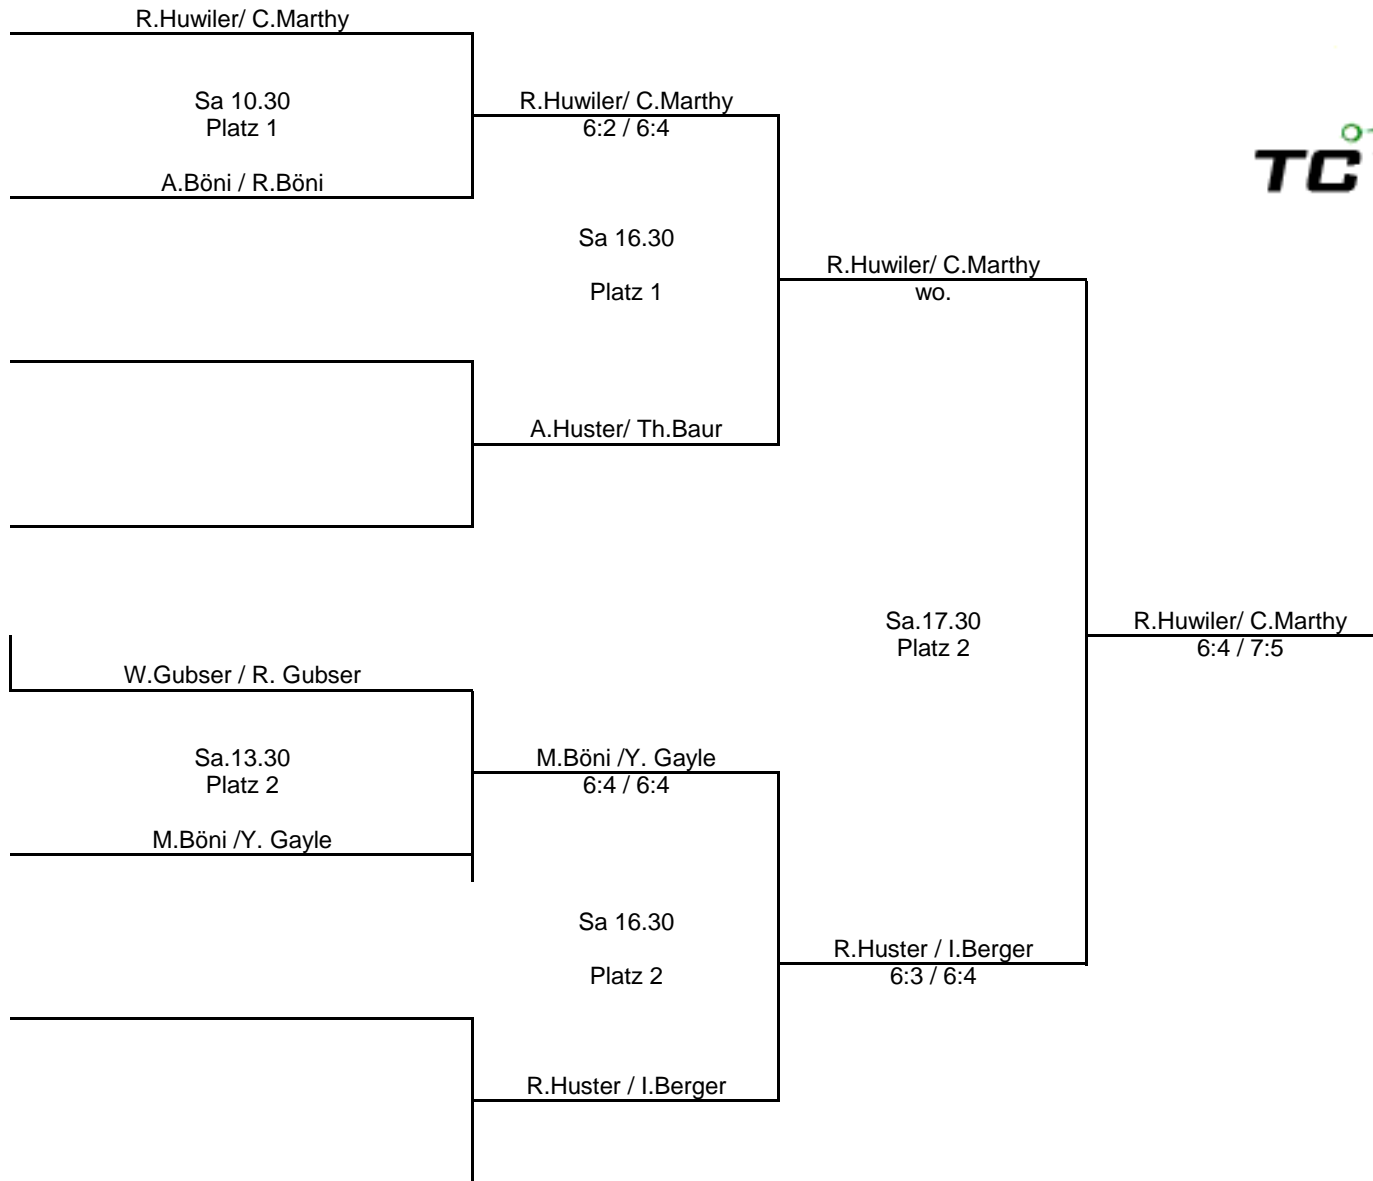 R.Huwiler/ C.Marthy
Sa 10.30
Platz 1
A.Böni / R.Böni
R.Huwiler/ C.Marthy
6:2 / 6:4
Sa 16.30
Platz 1
A.Huster/ Th.Baur
R.Huwiler/ C.Marthy
wo.
TC
W.Gubser / R. Gubser
Sa.13.30
Platz 2
M.Böni /Y. Gayle
M.Böni /Y. Gayle
6:4 / 6:4
Sa 16.30
Platz 2
R.Huster / I.Berger
R.Huster / I.Berger
6:3 / 6:4
Sa.17.30
Platz 2
R.Huwiler/ C.Marthy
6:4 / 7:5